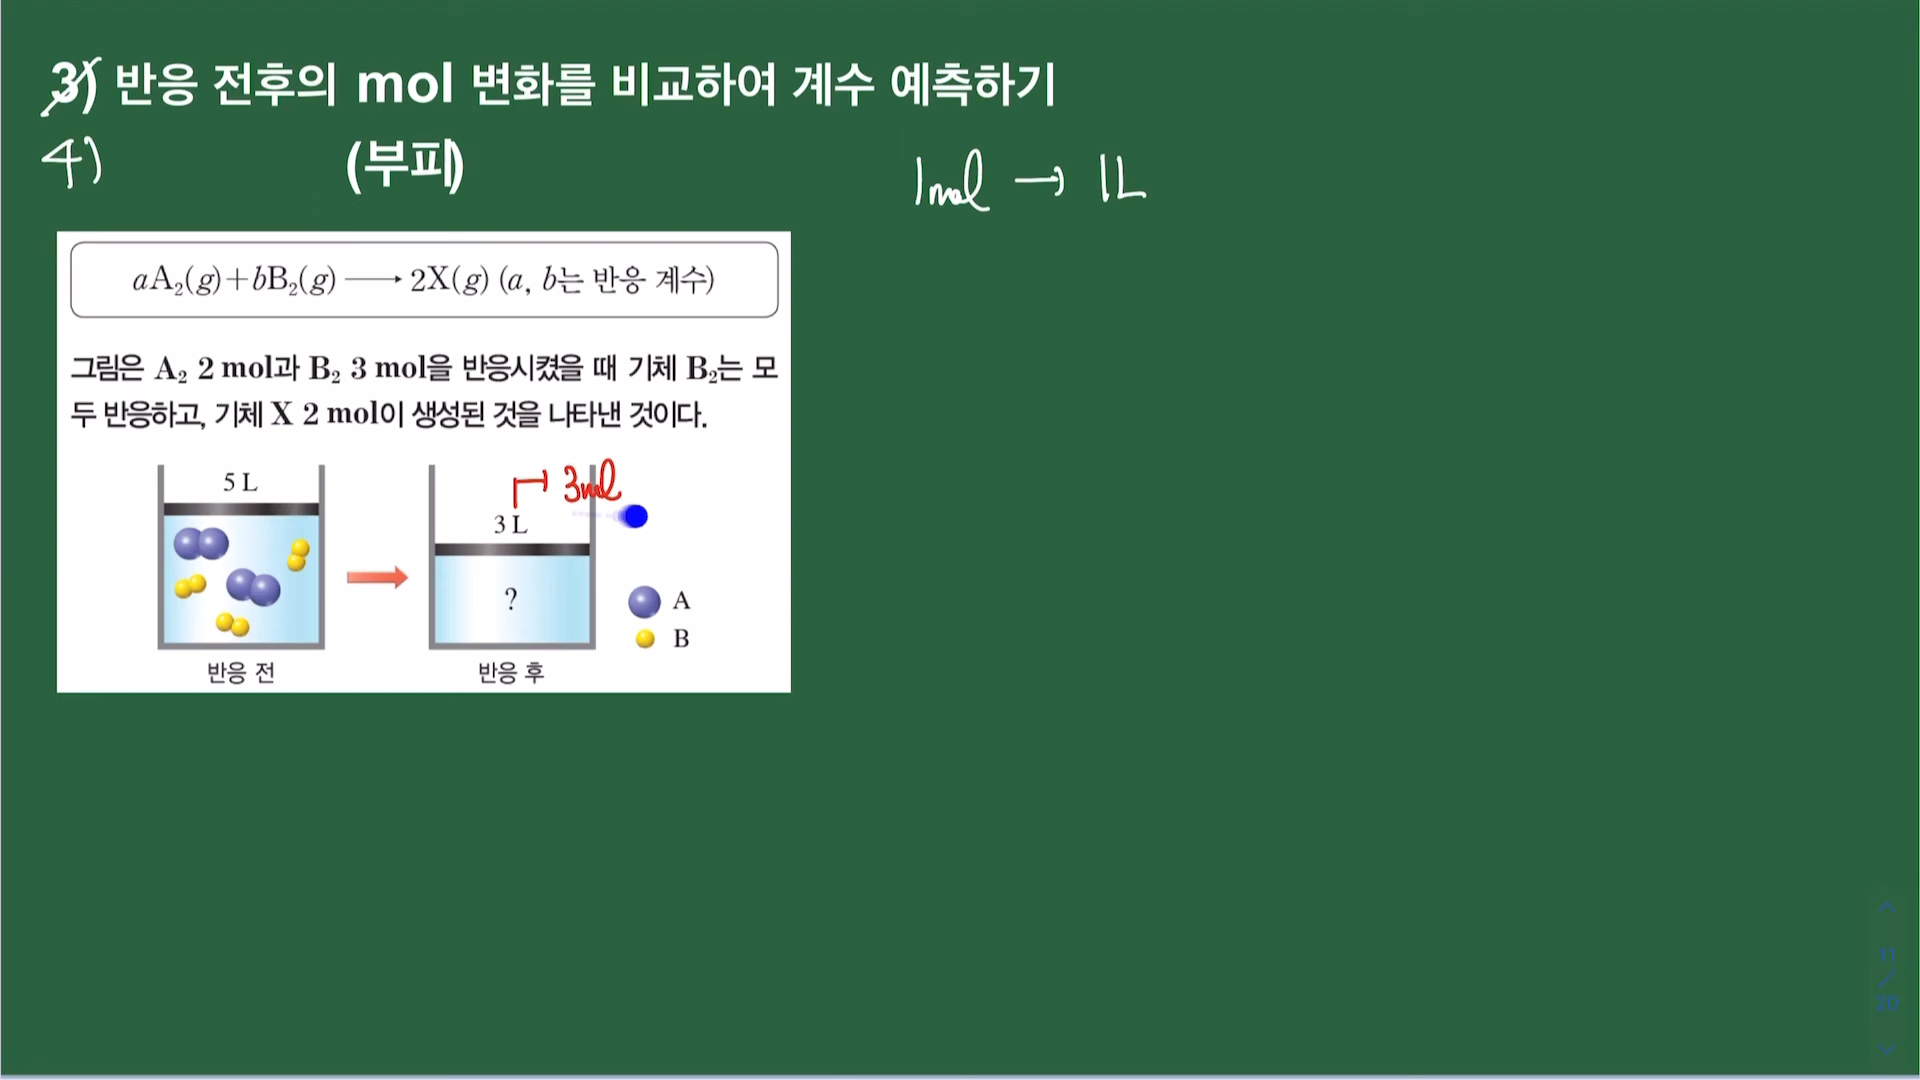 3) 반응 전후의 mol 변화를 비교하여 계수 예측하기
4)
(부피)
1mol → 1L
aA₂(g)+bB₂(g) ⟶ 2X(g) (a, b는 반응 계수)
그림은 A₂ 2 mol과 B₂ 3 mol을 반응시켰을 때 기체 B₂는 모
두 반응하고, 기체 X 2 mol이 생성된 것을 나타낸 것이다.
5 L
3mol
3 L
?
A
B
반응 전
반응 후
11
/
20